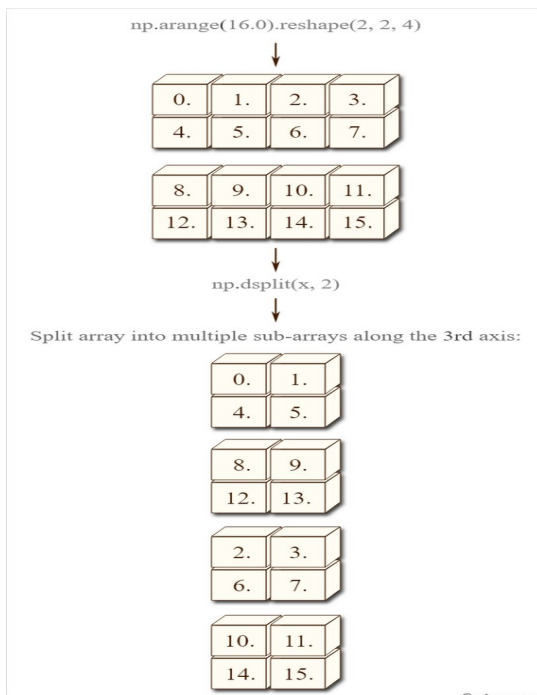 np.arange(16.0).reshape(2, 2, 4)
0. 1. 2. 3.
4. 5. 6. 7.
8. 9. 10. 11.
12. 13. 14. 15.
np.dsplit(x, 2)
Split array into multiple sub-arrays along the 3rd axis:
0. 1.
4. 5.
8. 9.
12. 13.
2. 3.
6. 7.
10. 11.
14. 15.